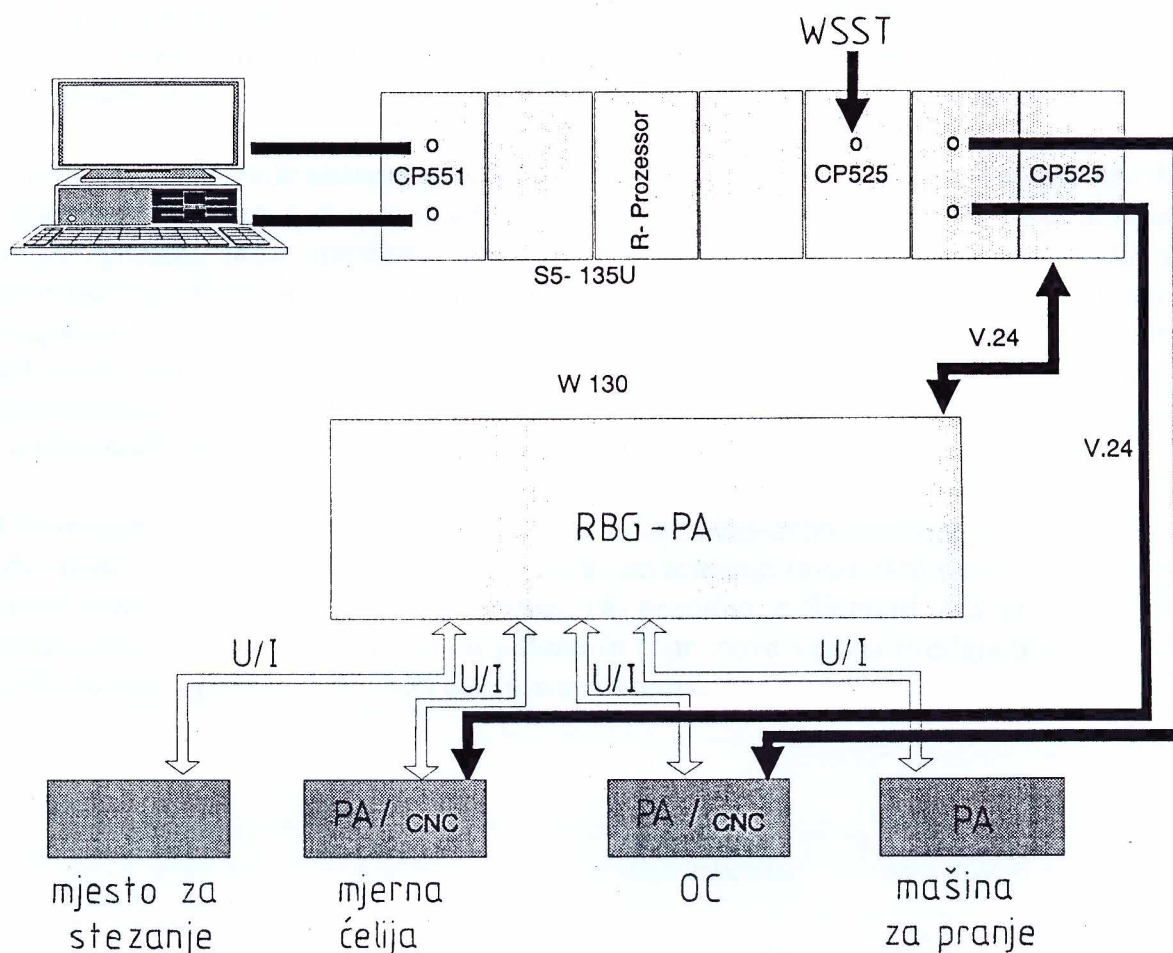 WSST
CP551
R- Prozessor
CP525
CP525
S5- 135U
V.24
W 130
V.24
RBG-PA
U/I
U/I
U/I
U/I
PA/ CNC
PA / CNC
PA
mjesto za
stezanje
mjerna
ćelija
OC
mašina
za pranje